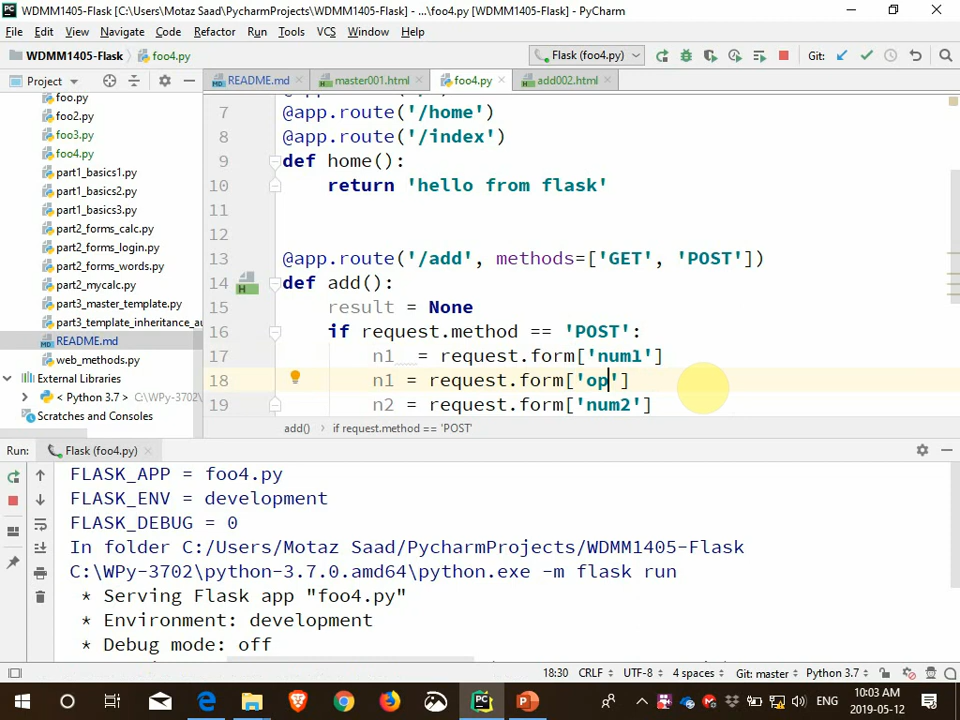 WDMM1405-Flask [C:\Users\Motaz Saad\PycharmProjects\WDMM1405-Flask] - ...\foo4.py [WDMM1405-Flask] - PyCharm
File Edit View Navigate Code Refactor Run Tools VCS Window Help
WDMM1405-Flask foo4.py Flask (foo4.py) Git:
Project README.md master001.html foo4.py add002.html
foo.py
foo2.py
foo3.py
foo4.py
part1_basics1.py
part1_basics2.py
part1_basics3.py
part2_forms_calc.py
part2_forms_login.py
part2_forms_words.py
part2_mycalc.py
part3_master_template.py
part3_template_inheritance_au
README.md
web_methods.py
External Libraries
< Python 3.7 > C:\WPy-3702\pyt
Scratches and Consoles
7 @app.route('/home')
8 @app.route('/index')
9 def home():
10 return 'hello from flask'
11
12
13 @app.route('/add', methods=['GET', 'POST'])
14 def add():
15 result = None
16 if request.method == 'POST':
17 n1 = request.form['num1']
18 n1 = request.form['op']
19 n2 = request.form['num2']
add() if request.method == 'POST'
Run: Flask (foo4.py)
FLASK_APP = foo4.py
FLASK_ENV = development
FLASK_DEBUG = 0
In folder C:/Users/Motaz Saad/PycharmProjects/WDMM1405-Flask
C:\WPy-3702\python-3.7.0.amd64\python.exe -m flask run
* Serving Flask app "foo4.py"
* Environment: development
* Debug mode: off
18:30 CRLF UTF-8 4 spaces Git: master Python 3.7
ENG 10:03 AM
2019-05-12